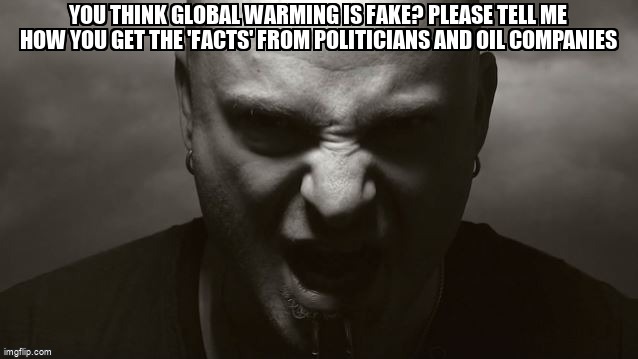 YOU THINK GLOBAL WARMING IS FAKE? PLEASE TELL ME
HOW YOU GET THE 'FACTS' FROM POLITICIANS AND OIL COMPANIES
imgflip.com